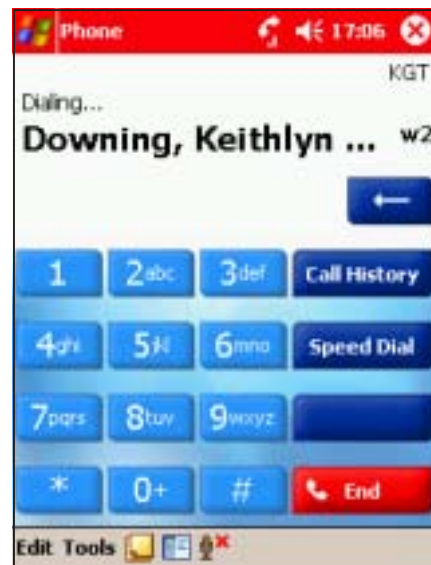 Phone 17:06
KGT
Dialing...
Downing, Keithlyn ... w2
1 2abc 3def Call History
4ghi 5jkl 6mno Speed Dial
7pqrs 8tuv 9wxyz
* 0+ # End
Edit Tools